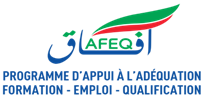 AFEQ
آفاق
PROGRAMME D'APPUI À L'ADÉQUATION
FORMATION - EMPLOI - QUALIFICATION